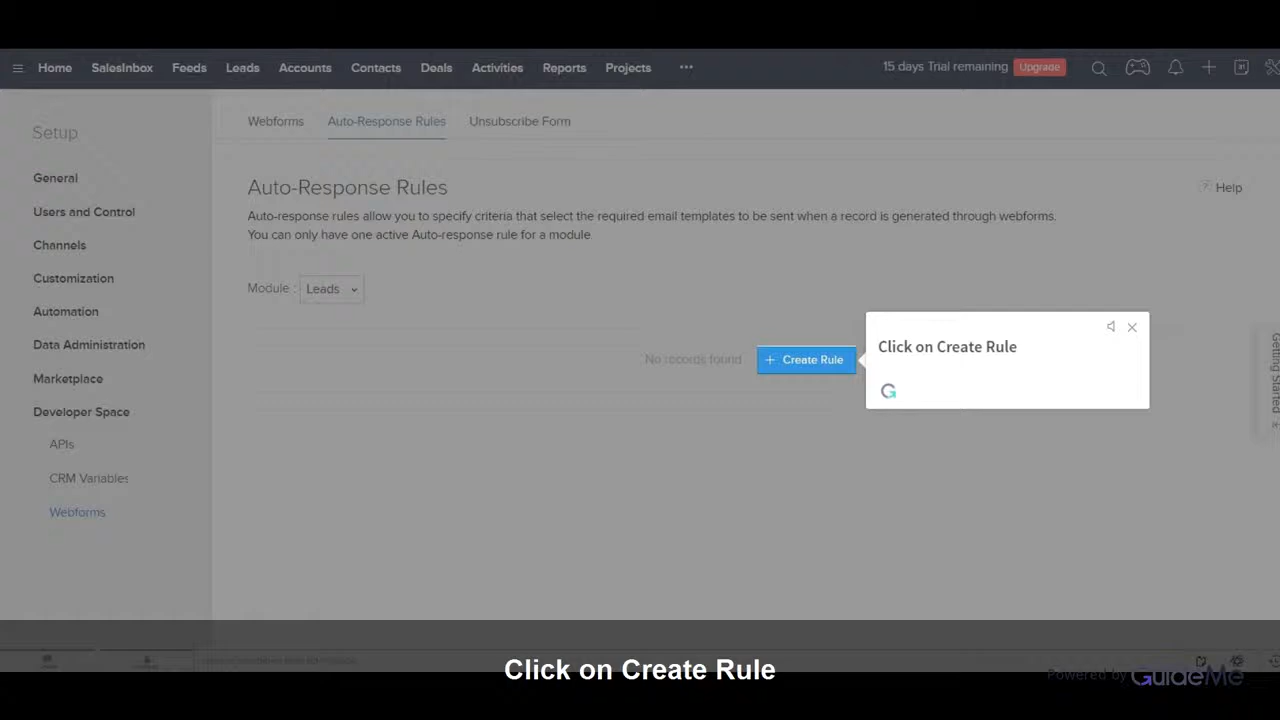 Home SalesInbox Feeds Leads Accounts Contacts Deals Activities Reports Projects ••• 15 days Trial remaining Upgrade
Setup
General
Users and Control
Channels
Customization
Automation
Data Administration
Marketplace
Developer Space
APIs
CRM Variables
Webforms
Webforms Auto-Response Rules Unsubscribe Form
Auto-Response Rules
? Help
Auto-response rules allow you to specify criteria that select the required email templates to be sent when a record is generated through webforms.
You can only have one active Auto-response rule for a module
Module : Leads
No records found + Create Rule
Click on Create Rule
Getting Started
Click on Create Rule
Powered by GuideMe